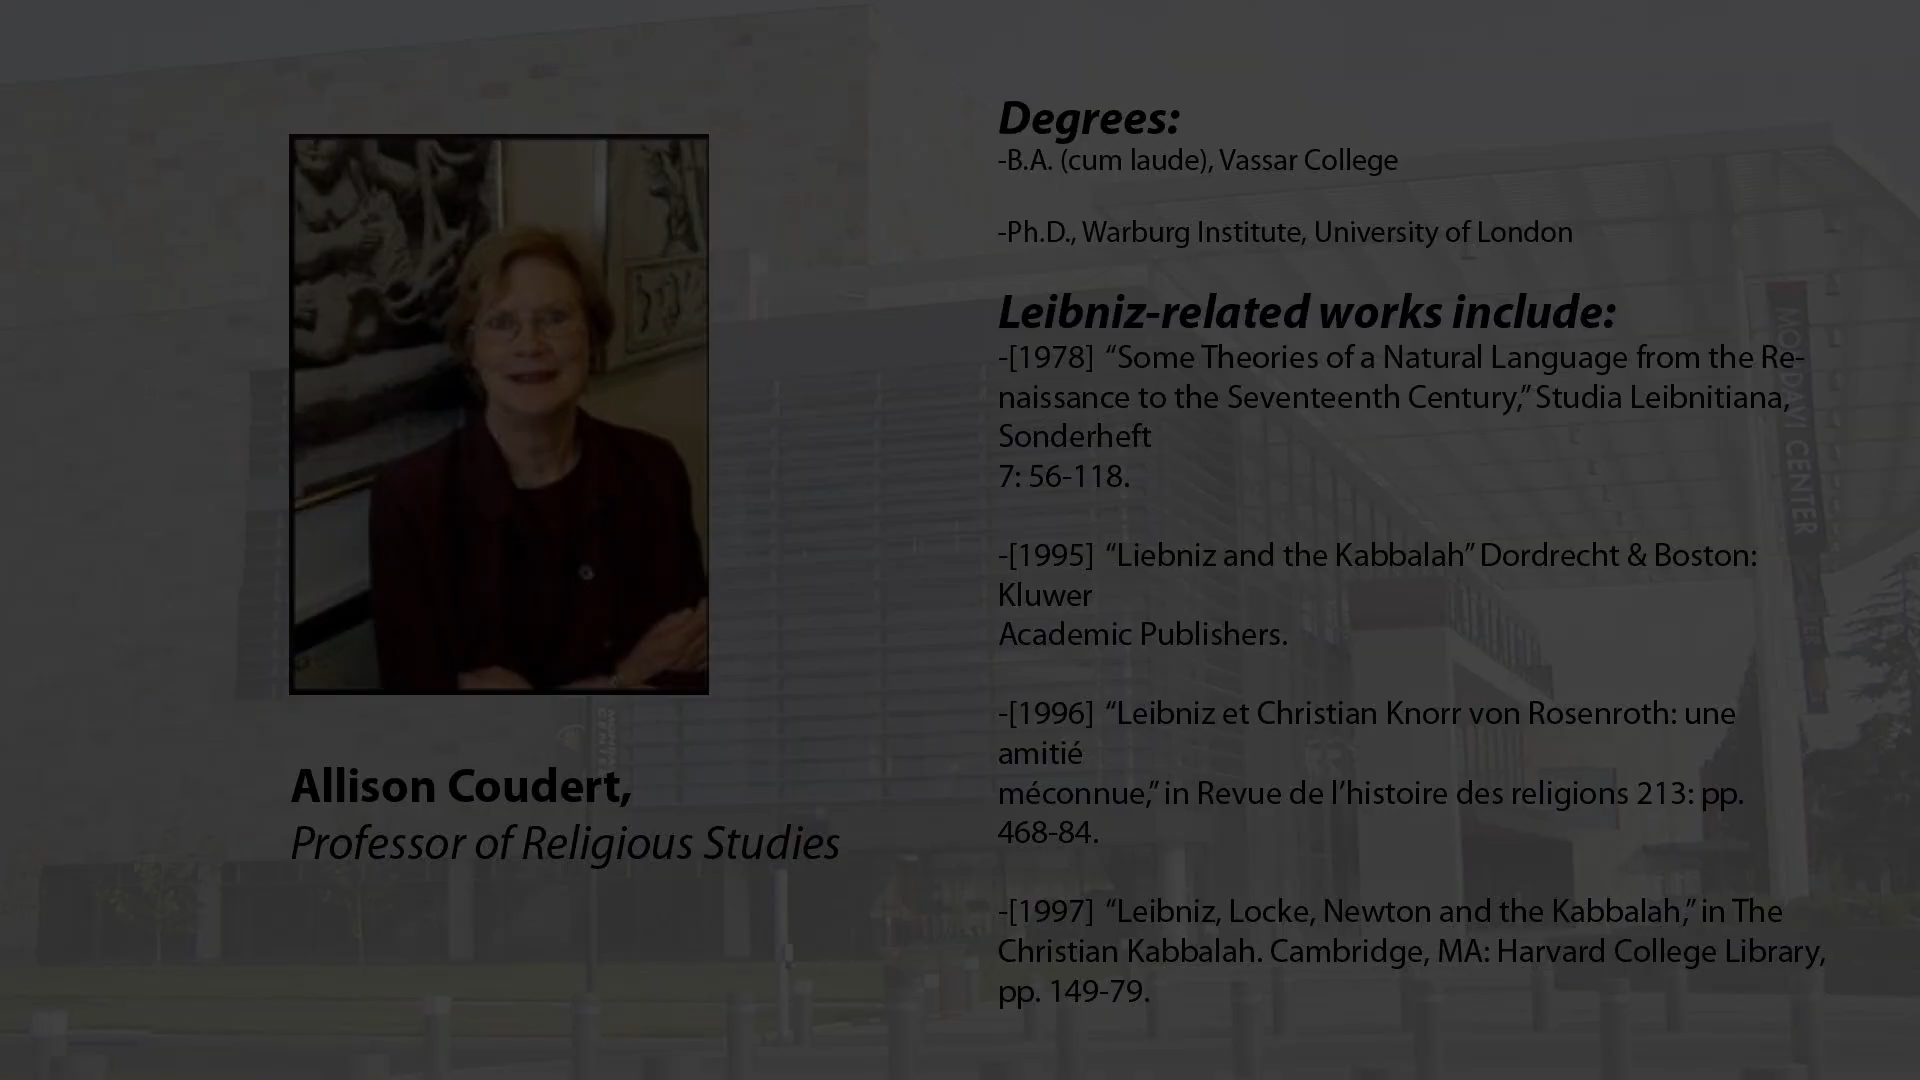 Allison Coudert,
Professor of Religious Studies
Degrees:
-B.A. (cum laude), Vassar College
-Ph.D., Warburg Institute, University of London
Leibniz-related works include:
-[1978] “Some Theories of a Natural Language from the Re-
naissance to the Seventeenth Century,” Studia Leibnitiana,
Sonderheft
7: 56-118.
-[1995] “Liebniz and the Kabbalah” Dordrecht & Boston:
Kluwer
Academic Publishers.
-[1996] “Leibniz et Christian Knorr von Rosenroth: une
amitié
méconnue,” in Revue de l’histoire des religions 213: pp.
468-84.
-[1997] “Leibniz, Locke, Newton and the Kabbalah,” in The
Christian Kabbalah. Cambridge, MA: Harvard College Library,
pp. 149-79.
MONDAVI CENTER